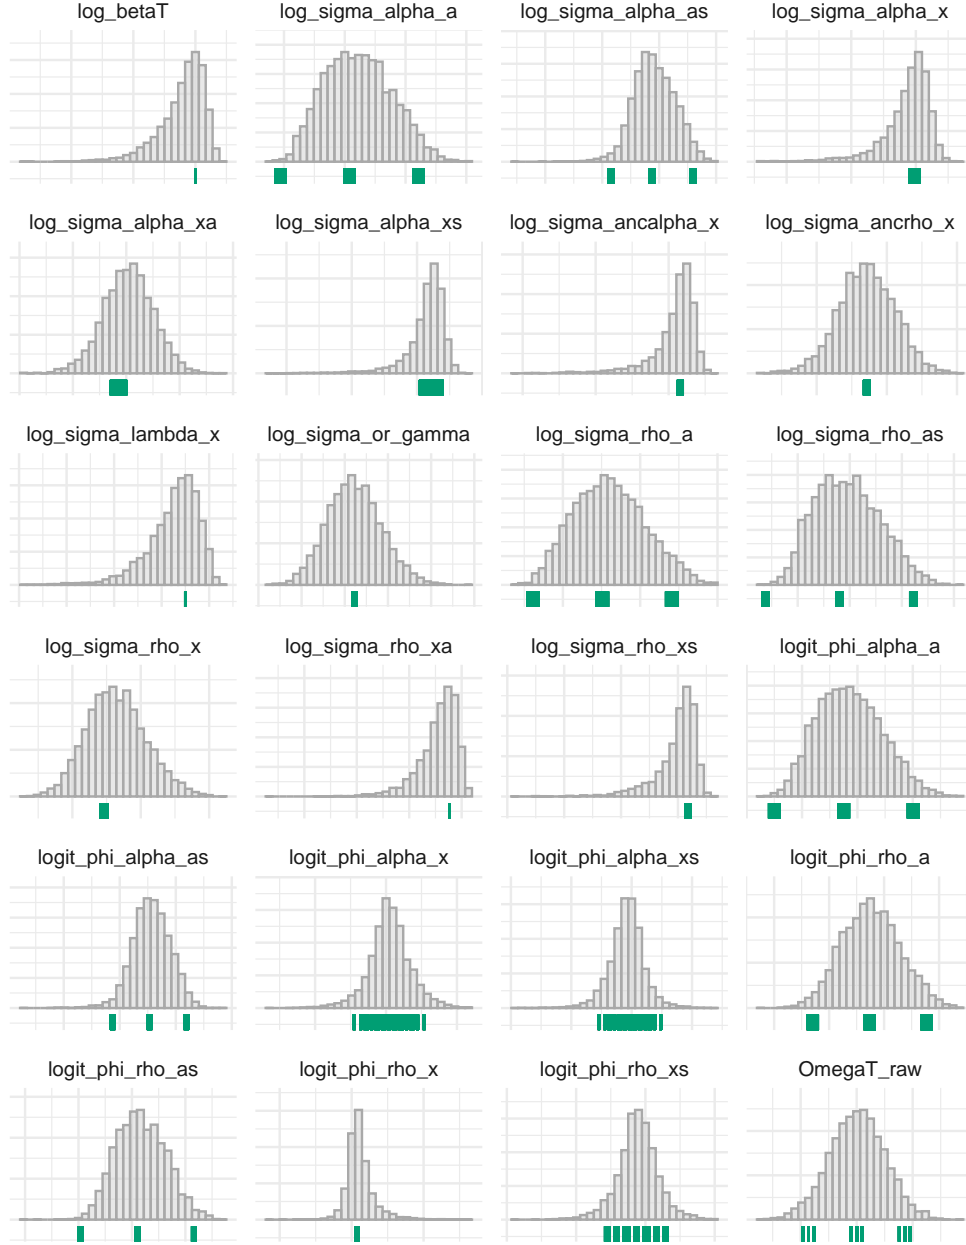 log_betaT
log_sigma_alpha_a
log_sigma_alpha_as
log_sigma_alpha_x
log_sigma_alpha_xa
log_sigma_alpha_xs
log_sigma_ancalpha_x
log_sigma_ancrho_x
log_sigma_lambda_x
log_sigma_or_gamma
log_sigma_rho_a
log_sigma_rho_as
log_sigma_rho_x
log_sigma_rho_xa
log_sigma_rho_xs
logit_phi_alpha_a
logit_phi_alpha_as
logit_phi_alpha_x
logit_phi_alpha_xs
logit_phi_rho_a
logit_phi_rho_as
logit_phi_rho_x
logit_phi_rho_xs
OmegaT_raw